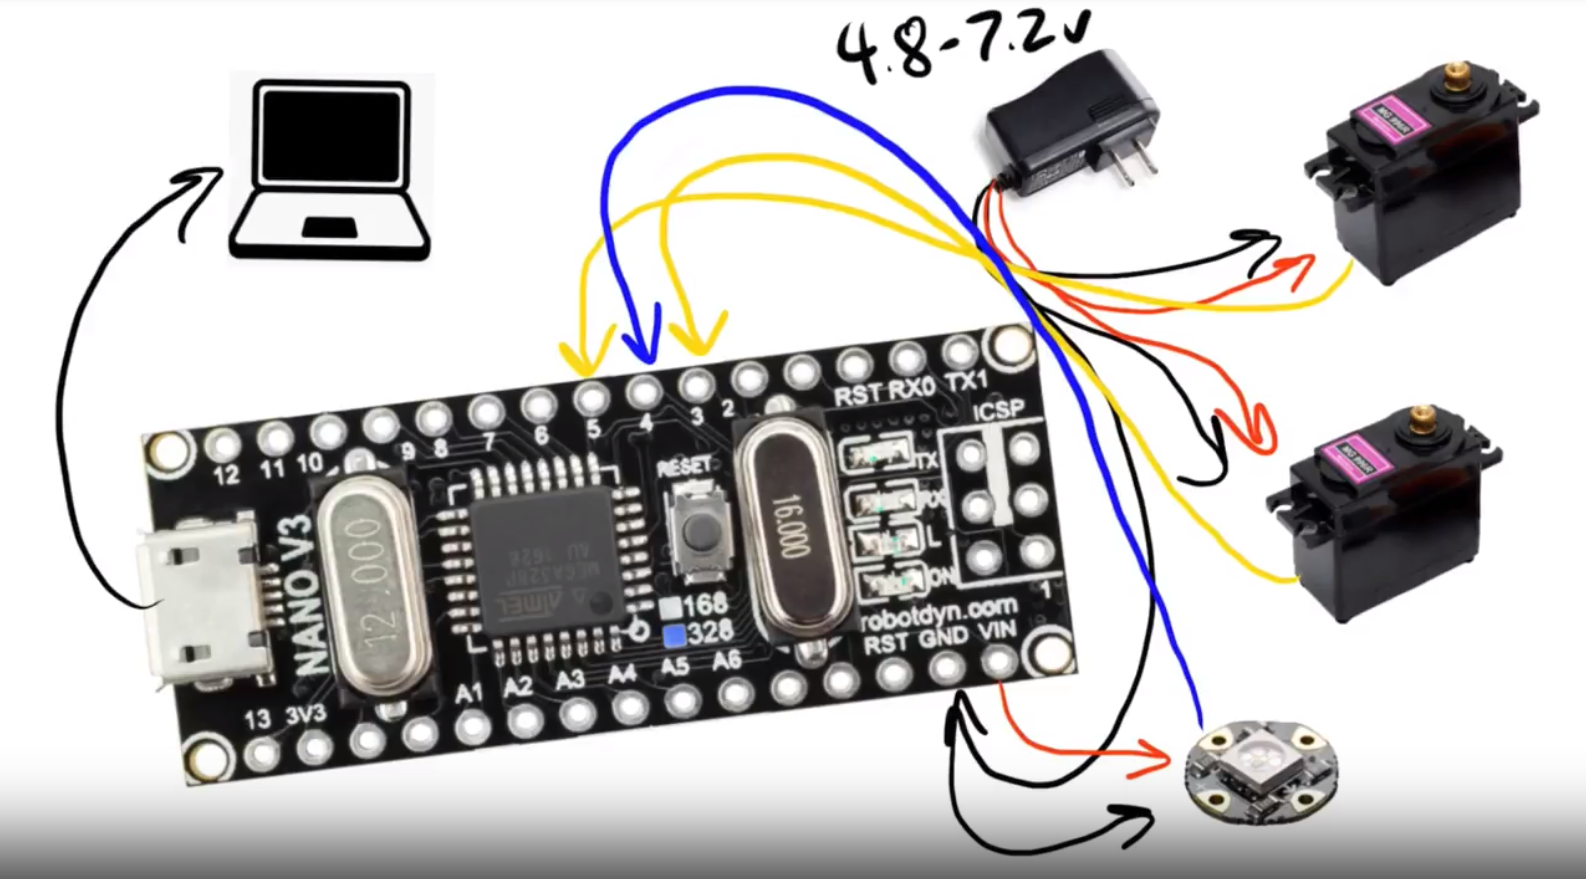 4.8-7.2v
MG 996R
MG 996R
RST RX0 TX1
ICSP
12 11 10 9 8 7 6 5 4 3 2
RESET
TX
RX
L
ON
1
NANO V3
12.000
16.000
ATMEL
MEGA328P
AU 1628
168
328
robotdyn.com
RST GND VIN
13 3V3 A1 A2 A3 A4 A5 A6